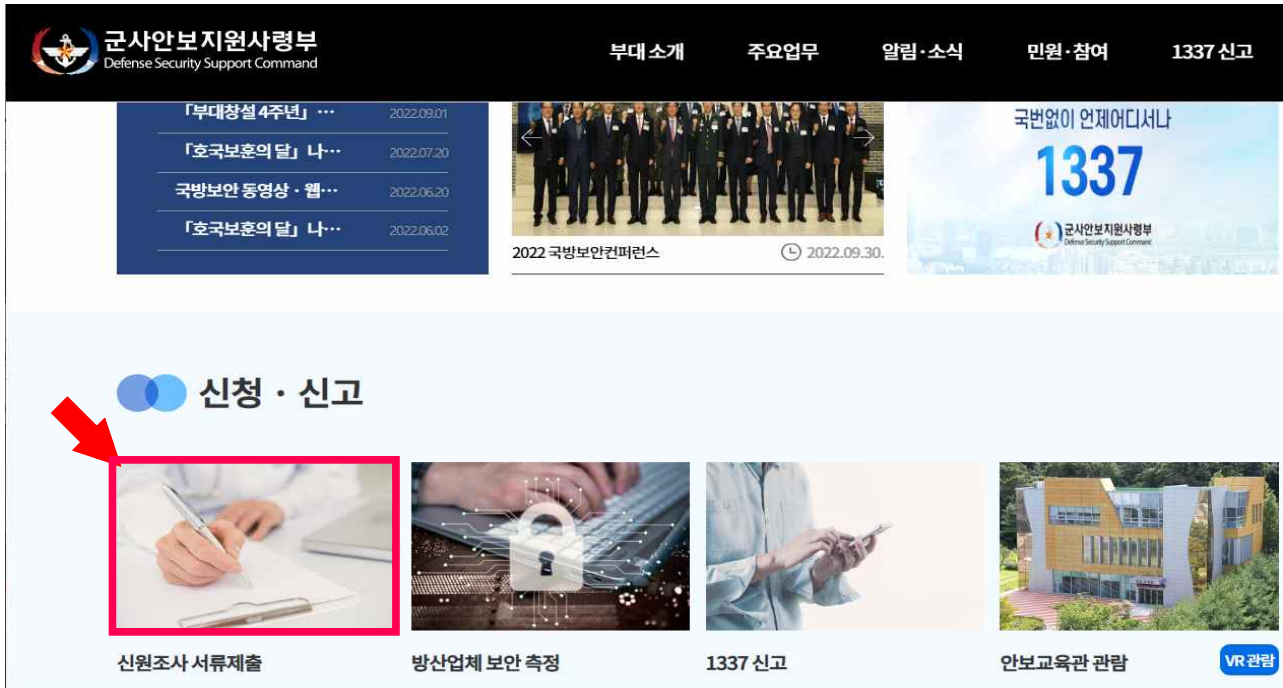 군사안보지원사령부
Defense Security Support Command
부대 소개 주요업무 알림·소식 민원·참여 1337 신고
「부대창설 4주년」 ⋯ 2022.09.01
「호국보훈의 달」 나⋯ 2022.07.20
국방보안 동영상·웹⋯ 2022.06.20
「호국보훈의 달」 나⋯ 2022.06.02
2022 국방보안컨퍼런스 2022.09.30.
국번없이 언제어디서나
1337
군사안보지원사령부
Defense Security Support Command
신청 · 신고
신원조사 서류제출
방산업체 보안 측정
1337 신고
안보교육관 관람
VR 관람